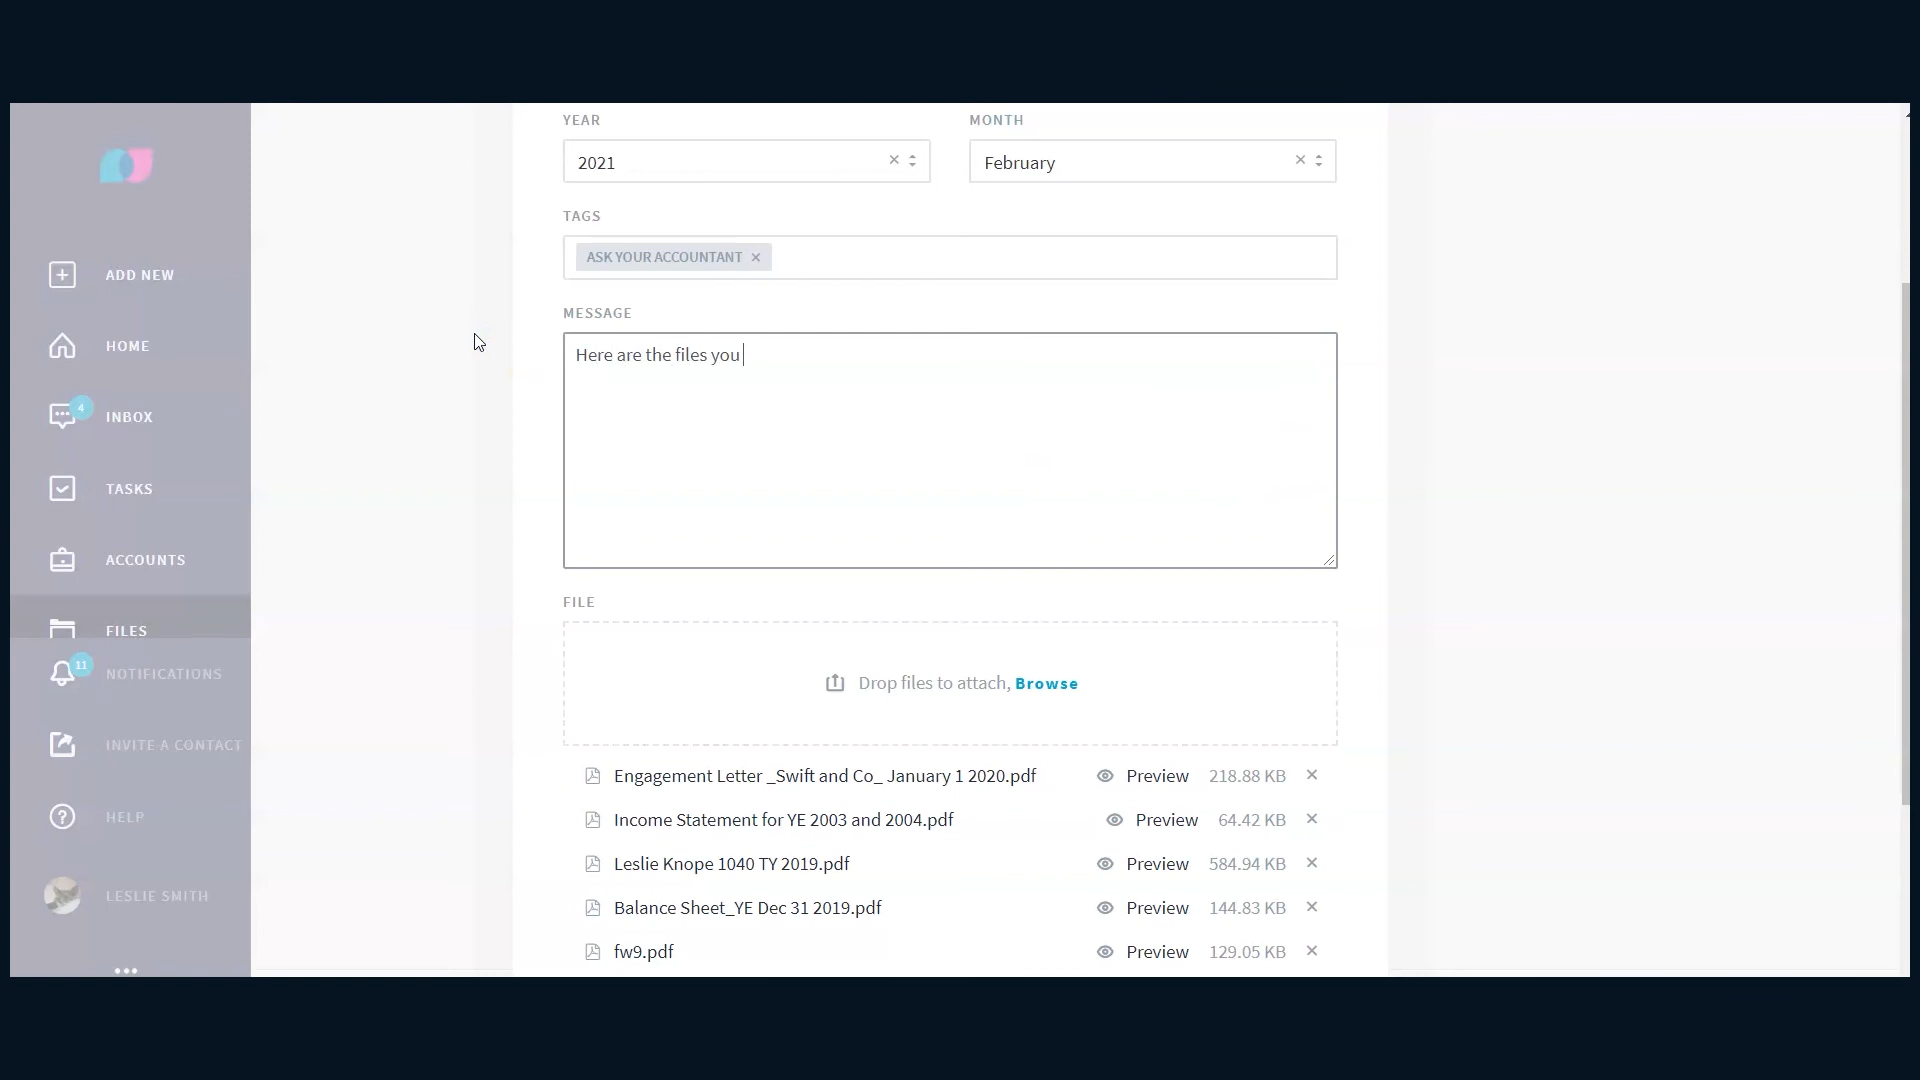 YEAR
MONTH
2021
February
TAGS
ASK YOUR ACCOUNTANT
MESSAGE
Here are the files you
FILE
Drop files to attach, Browse
Engagement Letter _Swift and Co_ January 1 2020.pdf Preview 218.88 KB
Income Statement for YE 2003 and 2004.pdf Preview 64.42 KB
Leslie Knope 1040 TY 2019.pdf Preview 584.94 KB
Balance Sheet_YE Dec 31 2019.pdf Preview 144.83 KB
fw9.pdf Preview 129.05 KB
ADD NEW
HOME
4 INBOX
TASKS
ACCOUNTS
FILES
11 NOTIFICATIONS
INVITE A CONTACT
HELP
LESLIE SMITH